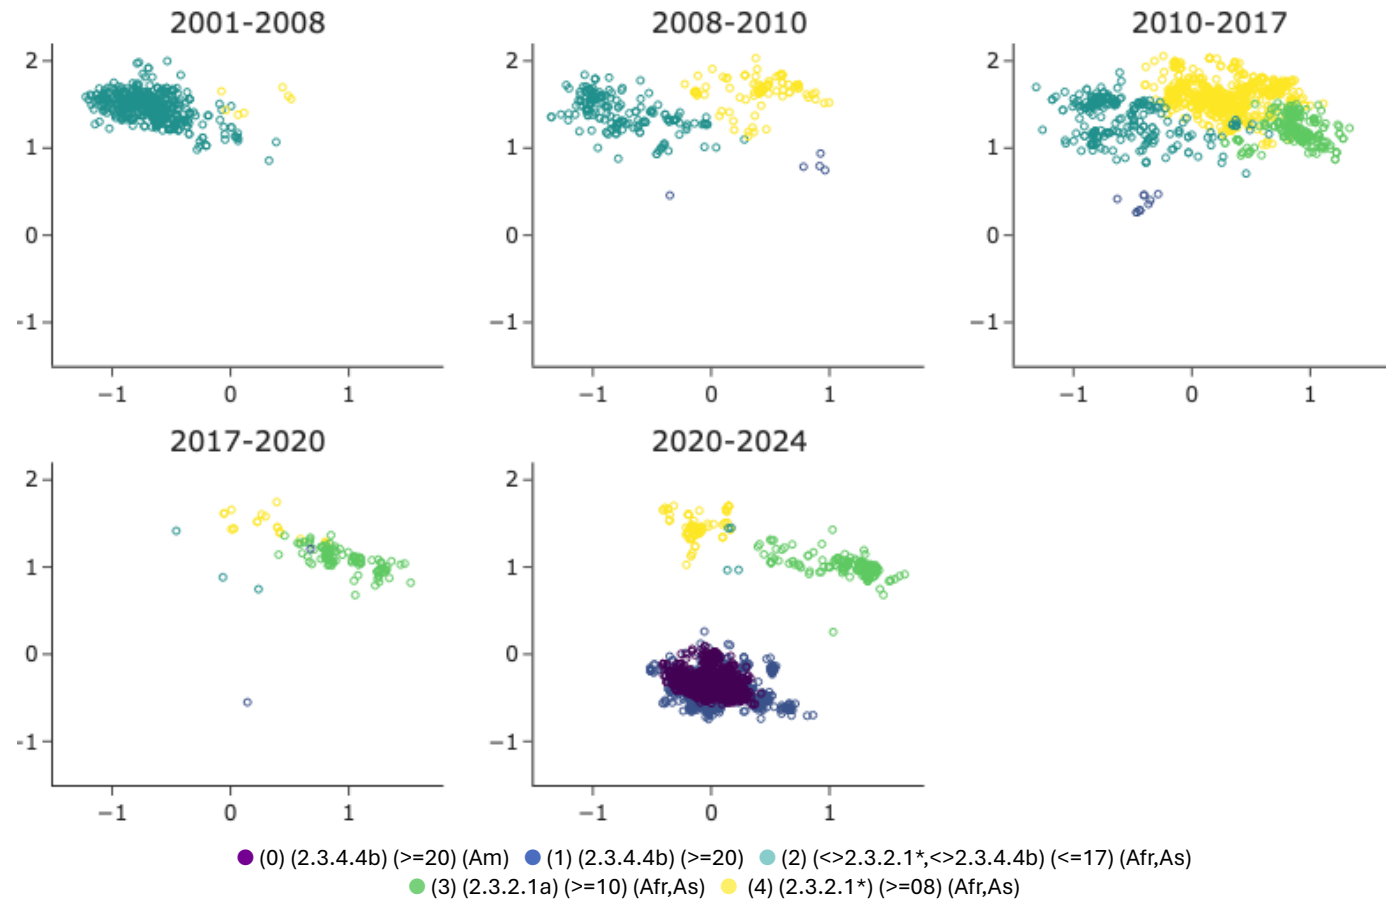 2001-2008 2008-2010 2010-2017
2 2 2
1 1 1
0 0 0
-1 −1 −1
−1 0 1 −1 0 1 −1 0 1
2017-2020 2020-2024
2 2
1 1
0 0
-1 −1
−1 0 1 −1 0 1
(0) (2.3.4.4b) (>=20) (Am) (1) (2.3.4.4b) (>=20) (2) (<>2.3.2.1*,<>2.3.4.4b) (<=17) (Afr,As)
(3) (2.3.2.1a) (>=10) (Afr,As) (4) (2.3.2.1*) (>=08) (Afr,As)